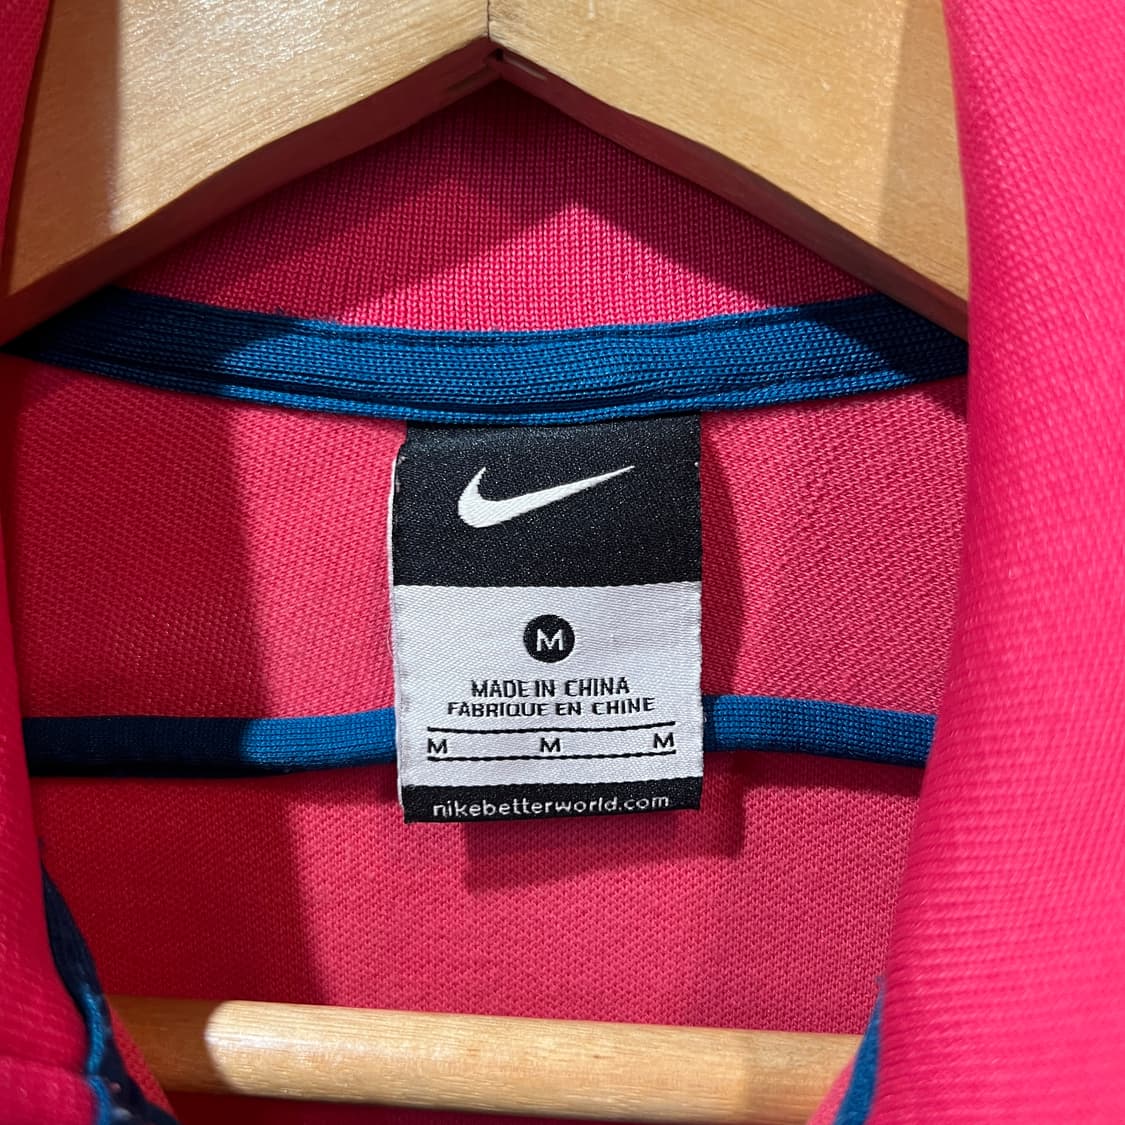 M
MADE IN CHINA
FABRIQUE EN CHINE
M M M
nikebetterworld.com